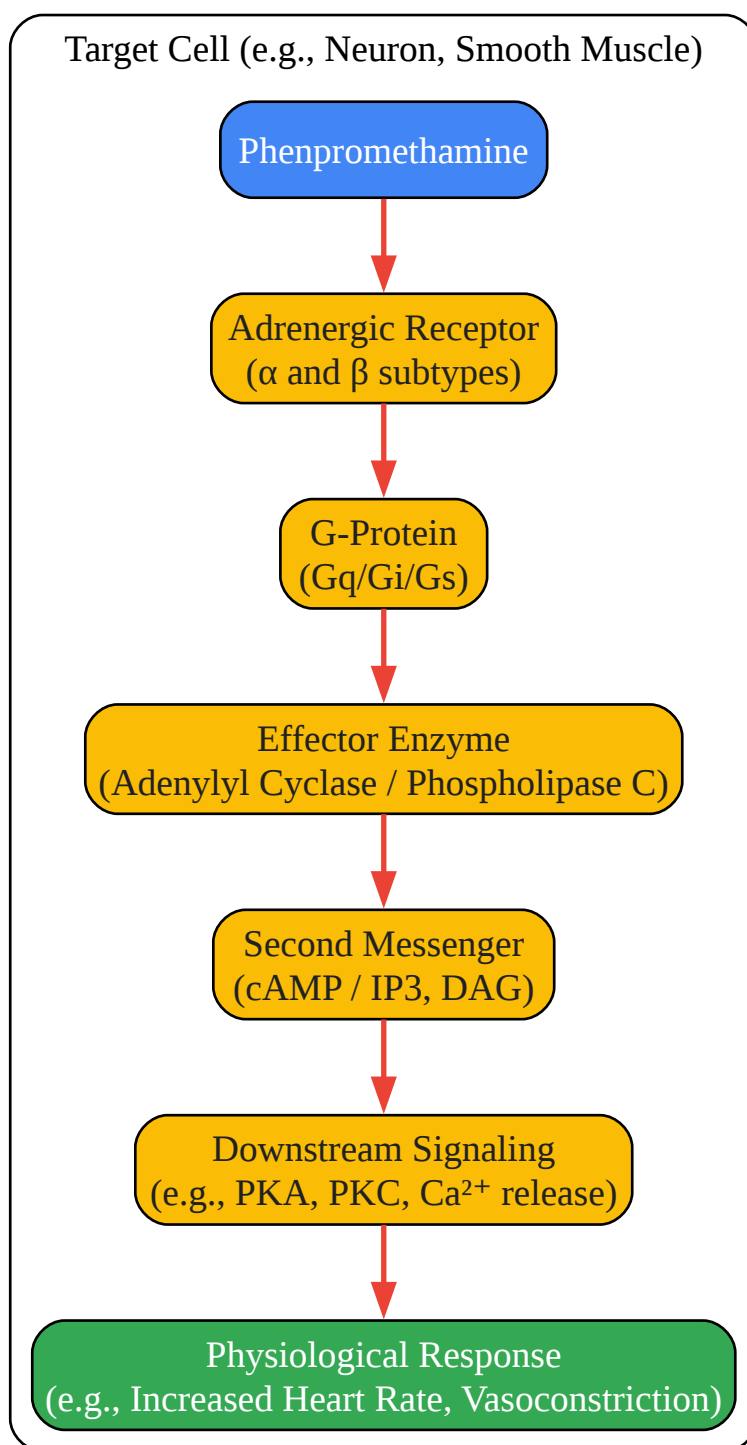 Target Cell (e.g., Neuron, Smooth Muscle)
Phenpromethamine
Adrenergic Receptor
(α and β subtypes)
G-Protein
(Gq/Gi/Gs)
Effector Enzyme
(Adenylyl Cyclase / Phospholipase C)
Second Messenger
(cAMP / IP3, DAG)
Downstream Signaling
(e.g., PKA, PKC, Ca²⁺ release)
Physiological Response
(e.g., Increased Heart Rate, Vasoconstriction)